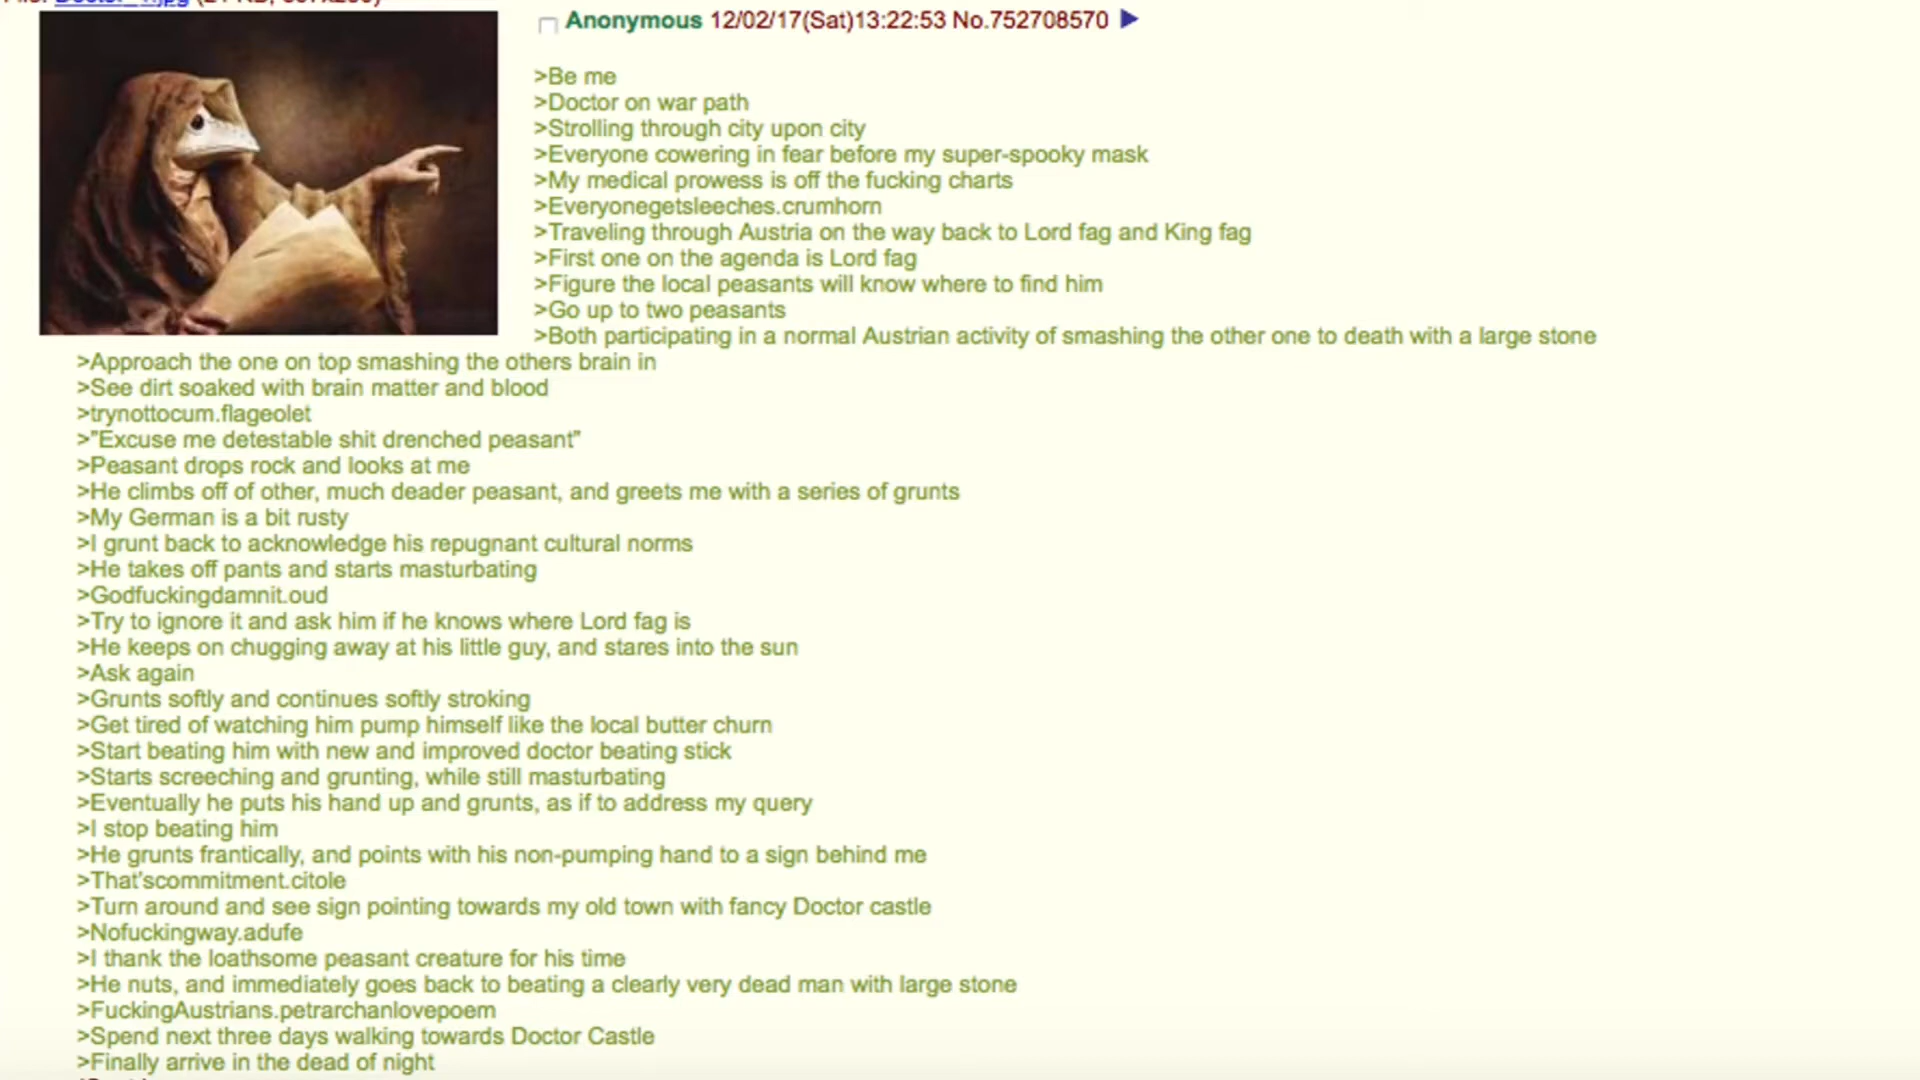 Anonymous 12/02/17(Sat)13:22:53 No.752708570
>Be me
>Doctor on war path
>Strolling through city upon city
>Everyone cowering in fear before my super-spooky mask
>My medical prowess is off the fucking charts
>Everyonegetsleeches.crumhorn
>Traveling through Austria on the way back to Lord fag and King fag
>First one on the agenda is Lord fag
>Figure the local peasants will know where to find him
>Go up to two peasants
>Both participating in a normal Austrian activity of smashing the other one to death with a large stone
>Approach the one on top smashing the others brain in
>See dirt soaked with brain matter and blood
>trynottocum.flageolet
>"Excuse me detestable shit drenched peasant"
>Peasant drops rock and looks at me
>He climbs off of other, much deader peasant, and greets me with a series of grunts
>My German is a bit rusty
>I grunt back to acknowledge his repugnant cultural norms
>He takes off pants and starts masturbating
>Godfuckingdamnit.oud
>Try to ignore it and ask him if he knows where Lord fag is
>He keeps on chugging away at his little guy, and stares into the sun
>Ask again
>Grunts softly and continues softly stroking
>Get tired of watching him pump himself like the local butter churn
>Start beating him with new and improved doctor beating stick
>Starts screeching and grunting, while still masturbating
>Eventually he puts his hand up and grunts, as if to address my query
>I stop beating him
>He grunts frantically, and points with his non-pumping hand to a sign behind me
>That'scommitment.citole
>Turn around and see sign pointing towards my old town with fancy Doctor castle
>Nofuckingway.adufe
>I thank the loathsome peasant creature for his time
>He nuts, and immediately goes back to beating a clearly very dead man with large stone
>FuckingAustrians.petrarchanlovepoem
>Spend next three days walking towards Doctor Castle
>Finally arrive in the dead of night